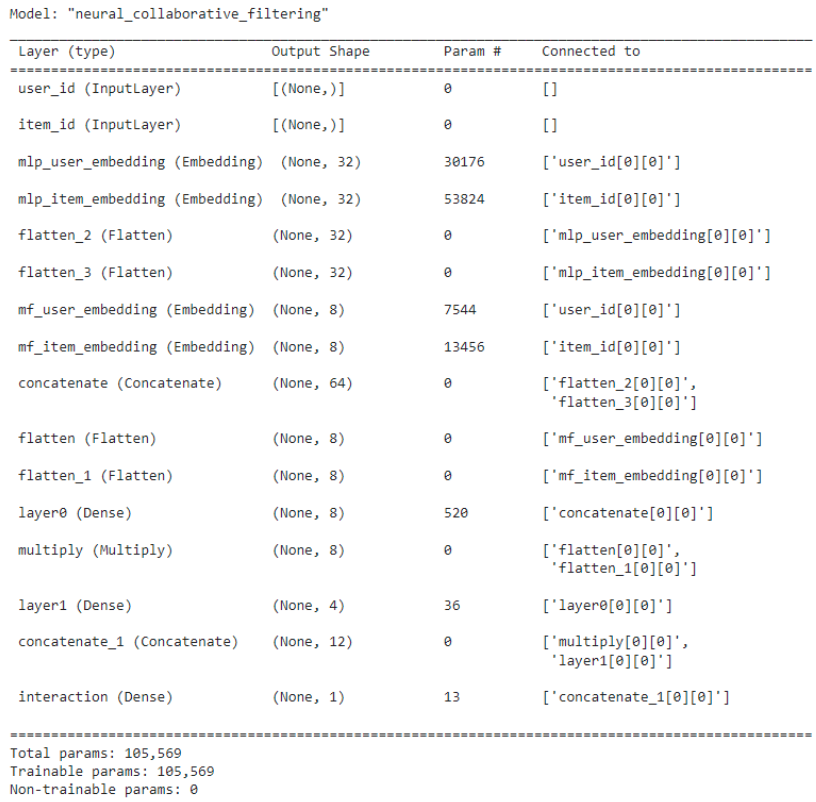 Model: "neural_collaborative_filtering"
Layer (type) Output Shape Param # Connected to
user_id (InputLayer) [(None,)] 0 []
item_id (InputLayer) [(None,)] 0 []
mlp_user_embedding (Embedding) (None, 32) 30176 ['user_id[0][0]']
mlp_item_embedding (Embedding) (None, 32) 53824 ['item_id[0][0]']
flatten_2 (Flatten) (None, 32) 0 ['mlp_user_embedding[0][0]']
flatten_3 (Flatten) (None, 32) 0 ['mlp_item_embedding[0][0]']
mf_user_embedding (Embedding) (None, 8) 7544 ['user_id[0][0]']
mf_item_embedding (Embedding) (None, 8) 13456 ['item_id[0][0]']
concatenate (Concatenate) (None, 64) 0 ['flatten_2[0][0]',
'flatten_3[0][0]']
flatten (Flatten) (None, 8) 0 ['mf_user_embedding[0][0]']
flatten_1 (Flatten) (None, 8) 0 ['mf_item_embedding[0][0]']
layer0 (Dense) (None, 8) 520 ['concatenate[0][0]']
multiply (Multiply) (None, 8) 0 ['flatten[0][0]',
'flatten_1[0][0]']
layer1 (Dense) (None, 4) 36 ['layer0[0][0]']
concatenate_1 (Concatenate) (None, 12) 0 ['multiply[0][0]',
'layer1[0][0]']
interaction (Dense) (None, 1) 13 ['concatenate_1[0][0]']
Total params: 105,569
Trainable params: 105,569
Non-trainable params: 0